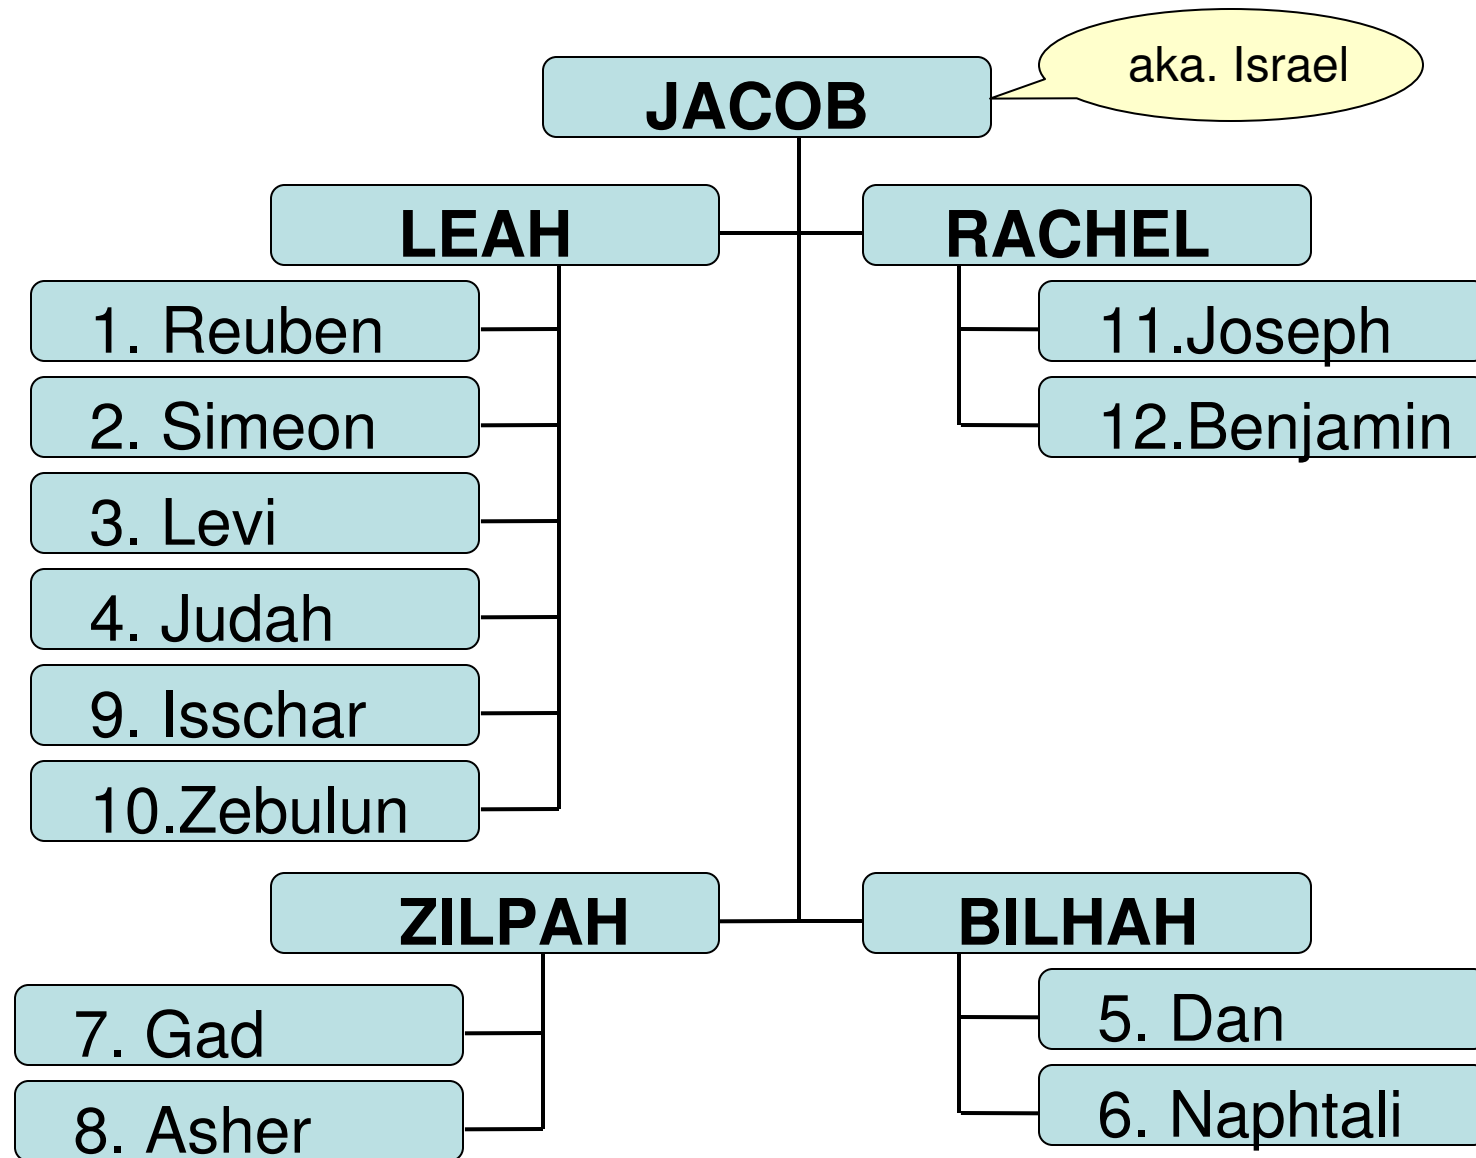 aka. Israel
JACOB
LEAH
RACHEL
1. Reuben
2. Simeon
3. Levi
4. Judah
9. Isschar
10.Zebulun
11.Joseph
12.Benjamin
ZILPAH
BILHAH
7. Gad
8. Asher
5. Dan
6. Naphtali